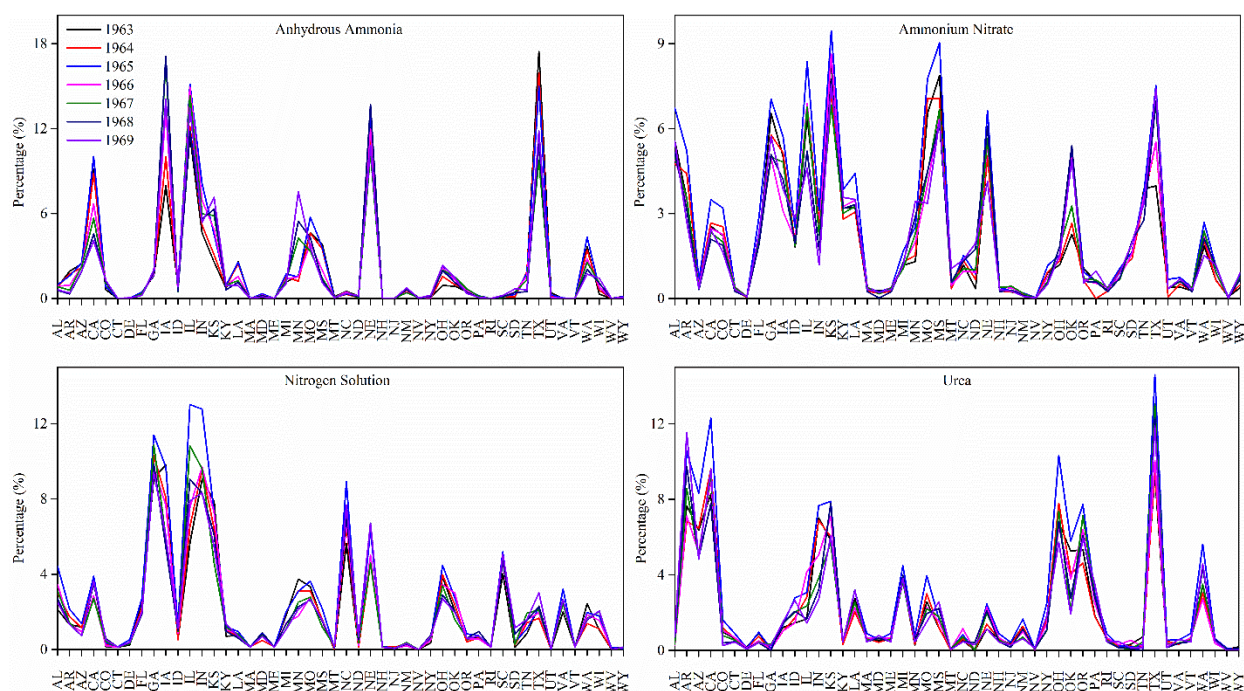 Anhydrous Ammonia
1963
1964
1965
1966
1967
1968
1969
Percentage (%)
18
12
6
0
AL AR AZ CA CO CT DE FL GA IA ID IL IN KS KY LA MA MD ME MI MN MO MS MT NC ND NE NH NJ NM NV NY OH OK OR PA RI SC SD TN TX UT VA VT WA WI WV WY
Ammonium Nitrate
Percentage (%)
9
6
3
0
AL AR AZ CA CO CT DE FL GA IA ID IL IN KS KY LA MA MD ME MI MN MO MS MT NC ND NE NH NJ NM NV NY OH OK OR PA RI SC SD TN TX UT VA VT WA WI WV WY
Nitrogen Solution
Percentage (%)
12
8
4
0
AL AR AZ CA CO CT DE FL GA IA ID IL IN KS KY LA MA MD ME MI MN MO MS MT NC ND NE NH NJ NM NV NY OH OK OR PA RI SC SD TN TX UT VA VT WA WI WV WY
Urea
Percentage (%)
12
8
4
0
AL AR AZ CA CO CT DE FL GA IA ID IL IN KS KY LA MA MD ME MI MN MO MS MT NC ND NE NH NJ NM NV NY OH OK OR PA RI SC SD TN TX UT VA VT WA WI WV WY